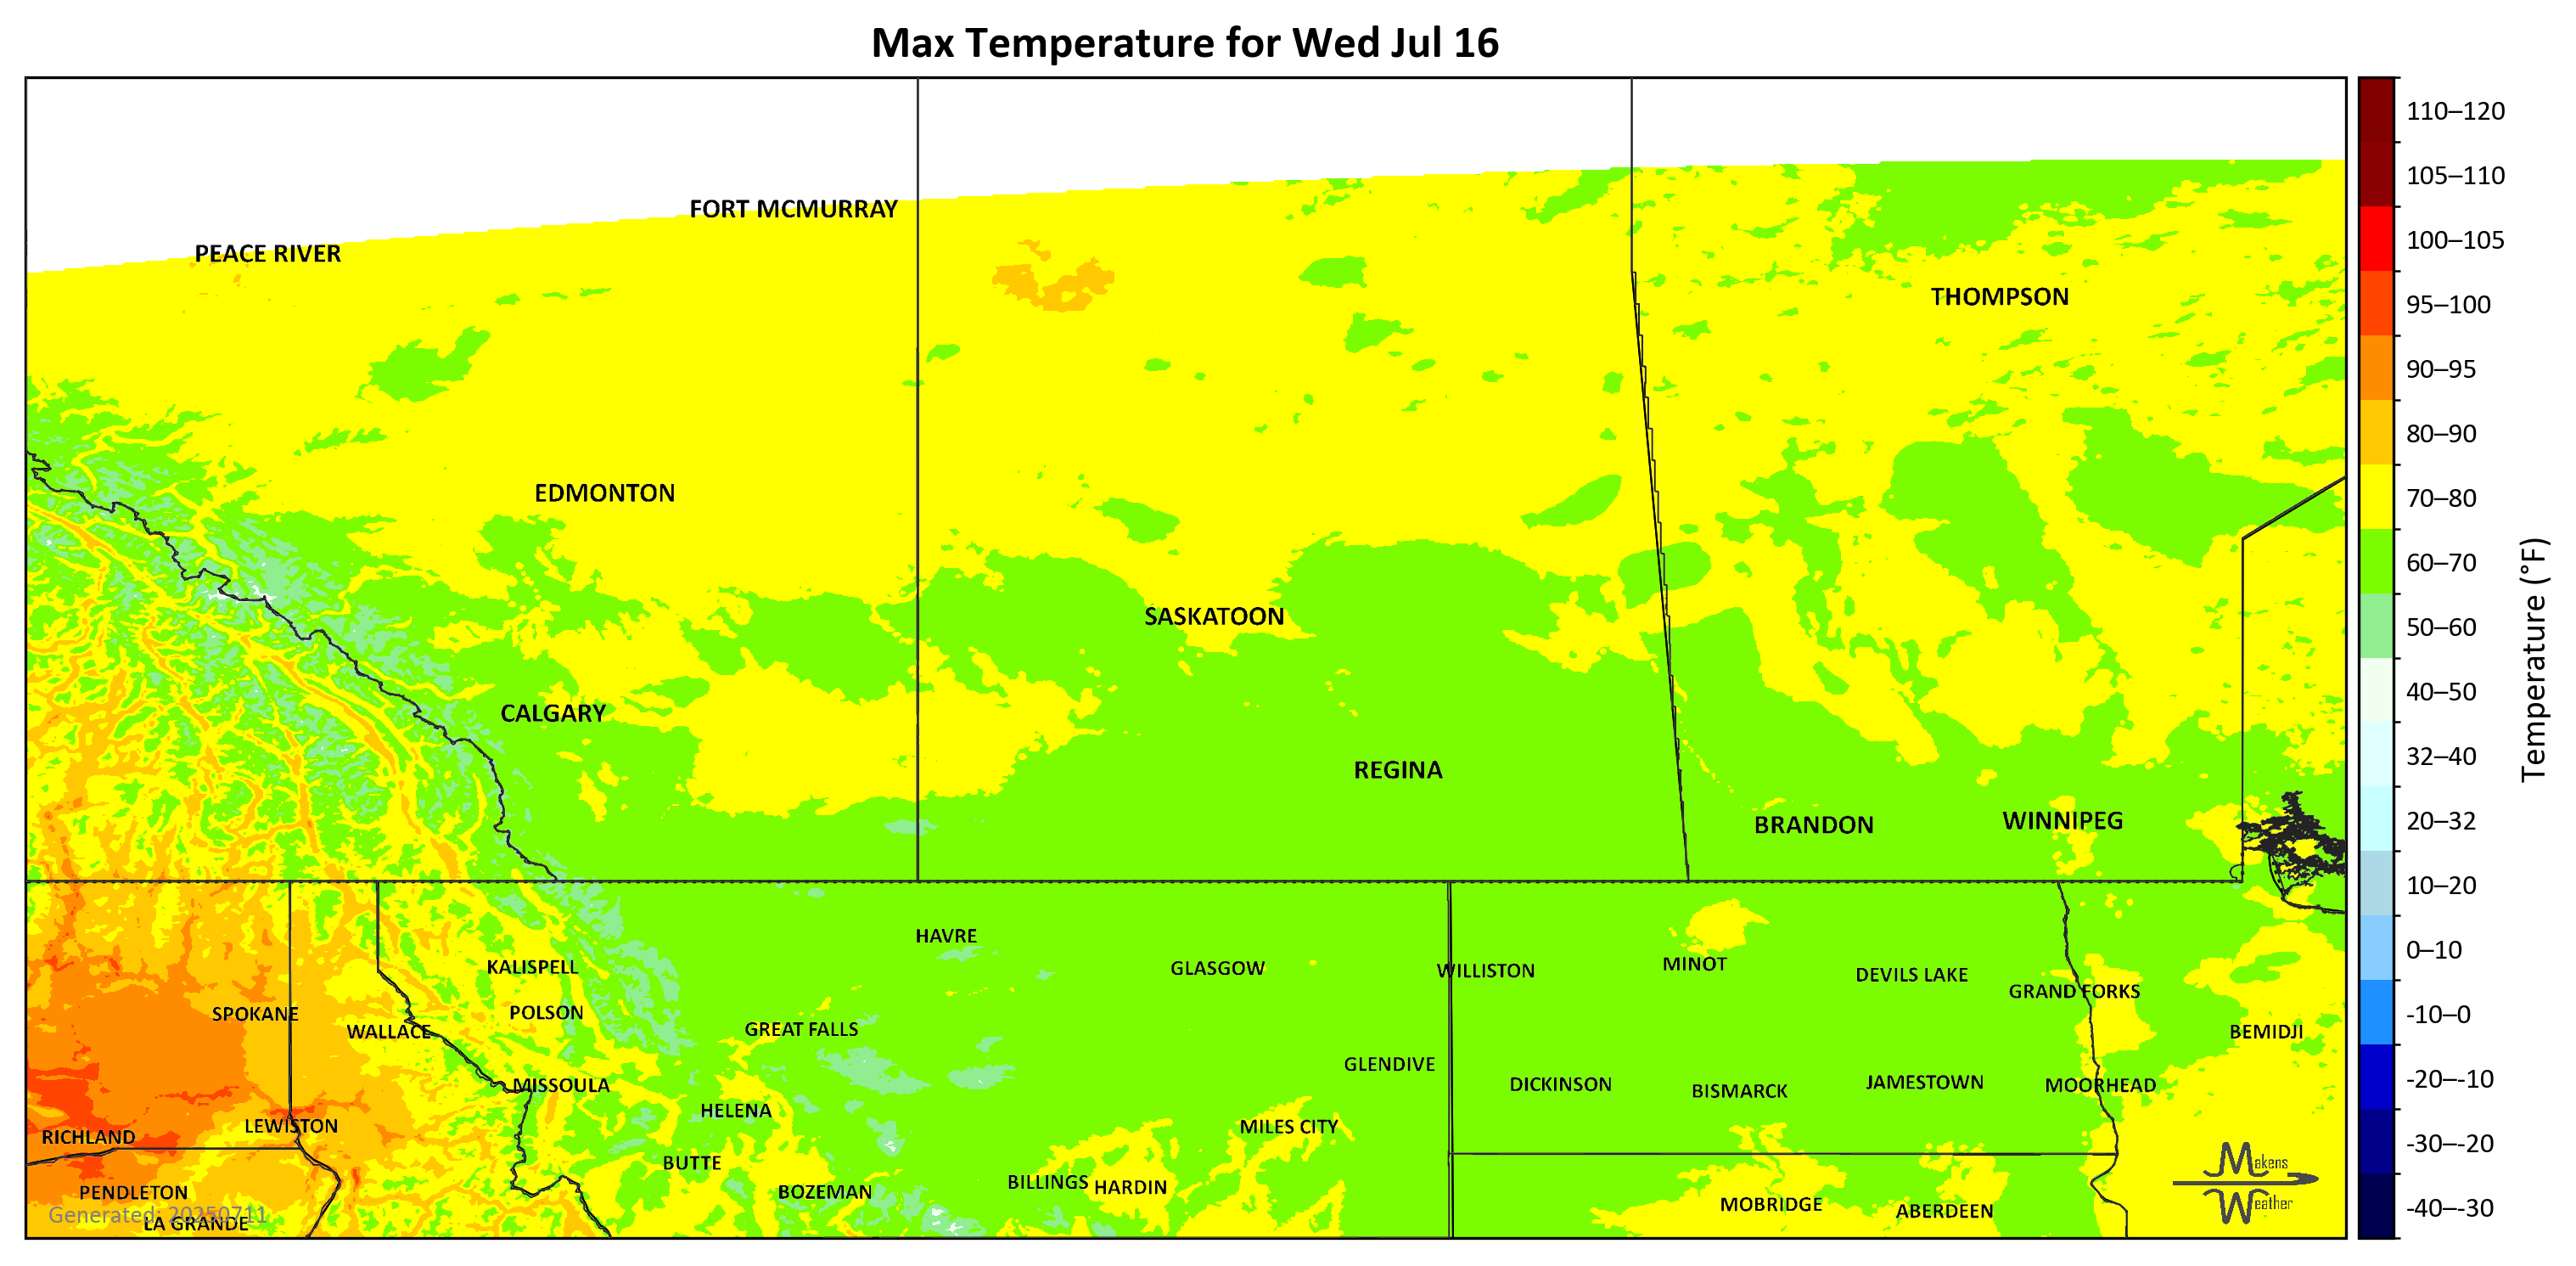 Max Temperature for Wed Jul 16
FORT MCMURRAY
PEACE RIVER
THOMPSON
EDMONTON
SASKATOON
CALGARY
REGINA
BRANDON
WINNIPEG
HAVRE
KALISPELL
GLASGOW
WILLISTON
MINOT
DEVILS LAKE
GRAND FORKS
SPOKANE
POLSON
WALLACE
GREAT FALLS
BEMIDJI
GLENDIVE
MISSOULA
DICKINSON
BISMARCK
JAMESTOWN
MOORHEAD
HELENA
LEWISTON
MILES CITY
RICHLAND
BUTTE
BILLINGS
HARDIN
PENDLETON
BOZEMAN
MOBRIDGE
ABERDEEN
Generated: 20250711
LA GRANDE
Makens
Weather
110–120
105–110
100–105
95–100
90–95
80–90
70–80
60–70
50–60
40–50
32–40
20–32
10–20
0–10
-10–0
-20–-10
-30–-20
-40–-30
Temperature (°F)